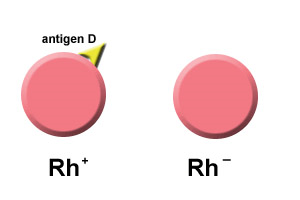 antigen D
Rh⁺ Rh⁻